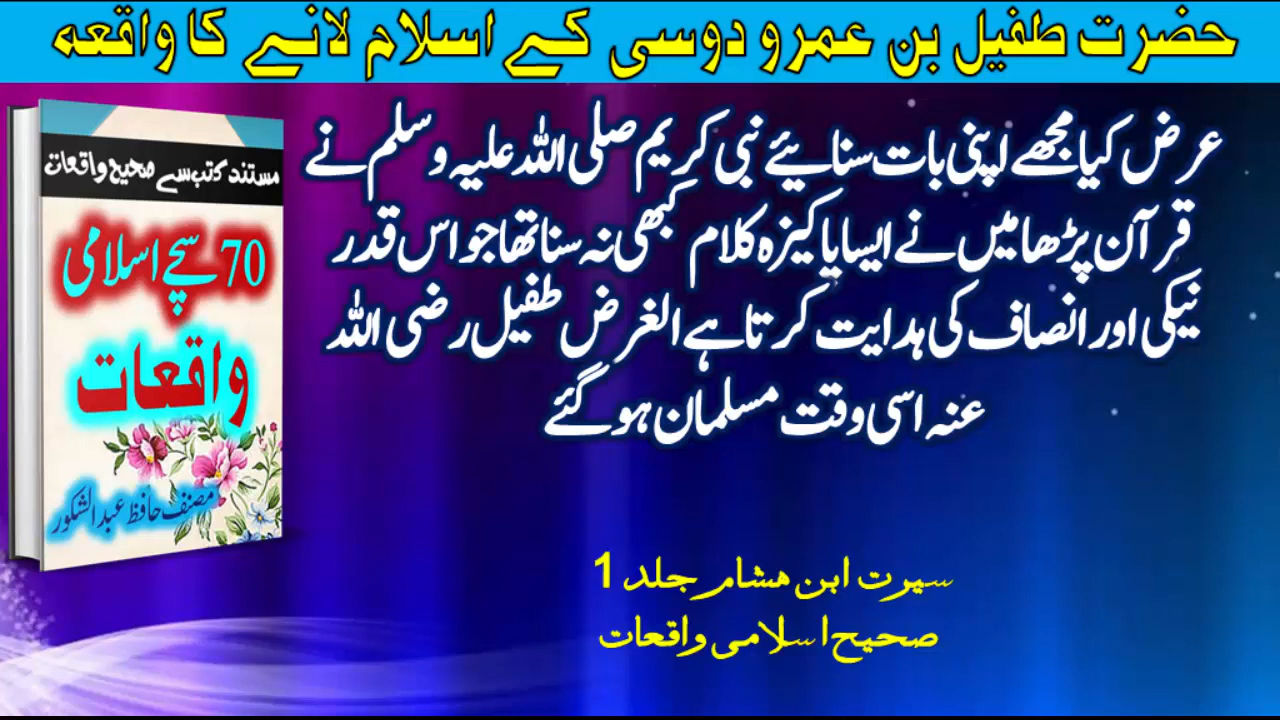 حضرت طفیل بن عمرو دوسی کے اسلام لانے کا واقعہ
عرض کیا مجھے اپنی بات سنائیے نبی کریم صلی اللہ علیہ وسلم نے
قرآن پڑھا میں نے ایسا پاکیزہ کلام کبھی نہ سنا تھا جو اس قدر
نیکی اور انصاف کی ہدایت کرتا ہے الغرض طفیل رضی اللہ
عنہ اسی وقت مسلمان ہو گئے
سیرت ابن ھشام جلد 1
صحیح اسلامی واقعات
مستند کتب سے صحیح واقعات
70 سچے اسلامی
واقعات
مصنف حافظ عبدالشکور